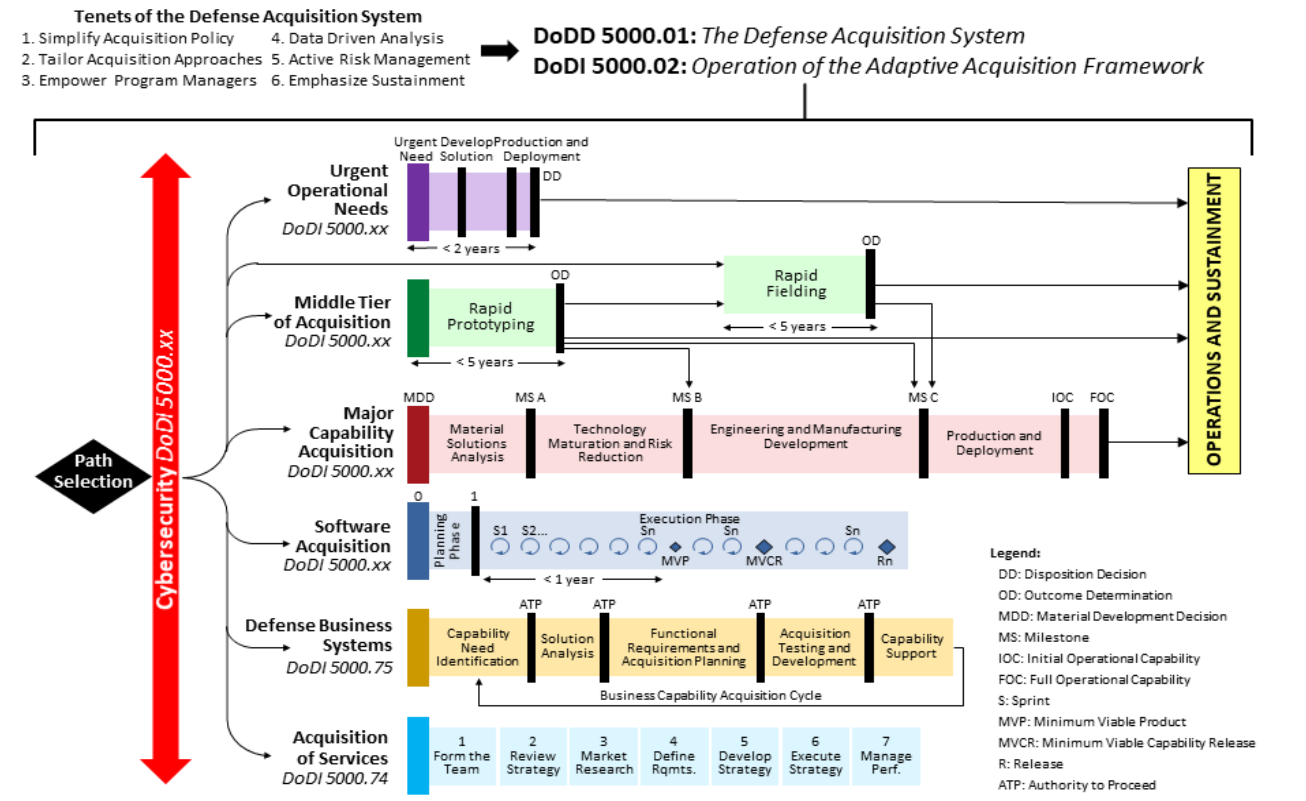 Tenets of the Defense Acquisition System
1. Simplify Acquisition Policy
2. Tailor Acquisition Approaches
3. Empower Program Managers
4. Data Driven Analysis
5. Active Risk Management
6. Emphasize Sustainment
DoDD 5000.01: The Defense Acquisition System
DoDI 5000.02: Operation of the Adaptive Acquisition Framework
Path
Selection
Cybersecurity DoDI 5000.xx
Urgent
Operational
Needs
DoDI 5000.xx
Urgent
Need
Develop
Solution
Production and
Deployment
DD
< 2 years
Middle Tier
of Acquisition
DoDI 5000.xx
Rapid
Prototyping
OD
< 5 years
Rapid
Fielding
OD
< 5 years
Major
Capability
Acquisition
DoDI 5000.xx
MDD
Material
Solutions
Analysis
MS A
Technology
Maturation and Risk
Reduction
MS B
Engineering and Manufacturing
Development
MS C
Production and
Deployment
IOC
FOC
OPERATIONS AND SUSTAINMENT
Software
Acquisition
DoDI 5000.xx
0
Planning
Phase
1
Execution Phase
S1
S2...
Sn
MVP
Sn
MVCR
Sn
Rn
< 1 year
Defense Business
Systems
DoDI 5000.75
Capability
Need
Identification
ATP
Solution
Analysis
ATP
Functional
Requirements and
Acquisition Planning
ATP
Acquisition
Testing and
Development
ATP
Capability
Support
Business Capability Acquisition Cycle
Acquisition
of Services
DoDI 5000.74
1
Form the
Team
2
Review
Strategy
3
Market
Research
4
Define
Rqmts.
5
Develop
Strategy
6
Execute
Strategy
7
Manage
Perf.
Legend:
DD: Disposition Decision
OD: Outcome Determination
MDD: Material Development Decision
MS: Milestone
IOC: Initial Operational Capability
FOC: Full Operational Capability
S: Sprint
MVP: Minimum Viable Product
MVCR: Minimum Viable Capability Release
R: Release
ATP: Authority to Proceed